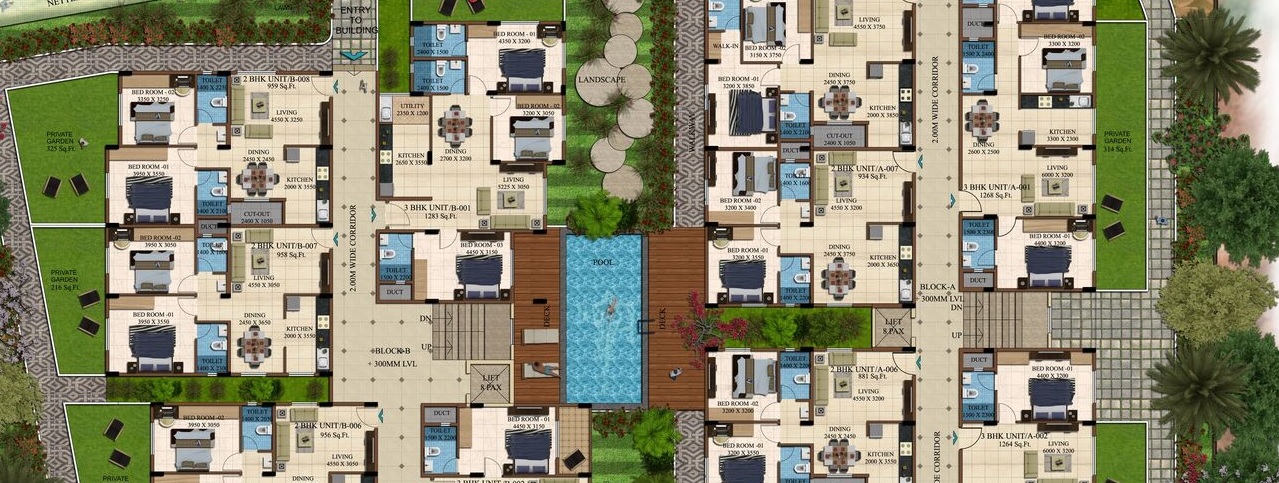 LAWN
ENTRY
TO
BUILDING
PRIVATE
GARDEN
325 Sq.Ft.
BED ROOM - 02
3350 X 3250
TOILET
2 BHK UNIT/B-008
959 Sq.Ft.
LIVING
4550 X 3250
BED ROOM -01
3950 X 3550
DINING
2450 X 2450
KITCHEN
2000 X 3550
TOILET
1400 X 2100
CUT-OUT
2400 X 1050
DUCT
PRIVATE
GARDEN
216 Sq.Ft.
BED ROOM -02
3950 X 3050
TOILET
2 BHK UNIT/B-007
958 Sq.Ft.
LIVING
4550 X 3050
BED ROOM -01
3950 X 3550
DINING
2450 X 3650
KITCHEN
2000 X 3550
TOILET
1400 X 2300
2.00M WIDE CORRIDOR
BED ROOM -02
3950 X 3050
TOILET
2 BHK UNIT/B-006
956 Sq.Ft.
LIVING
4550 X 3050
DINING
PRIVATE
TOILET
2400 X 1500
BED ROOM - 01
4350 X 3200
TOILET
2400 X 1500
UTILITY
2350 X 1200
BED ROOM - 02
3200 X 3050
KITCHEN
2650 X 3550
DINING
2700 X 3200
LIVING
5225 X 3050
3 BHK UNIT/B-001
1283 Sq.Ft.
BED ROOM -03
4450 X 3150
TOILET
1500 X 2200
DUCT
DN
UP
BLOCK-B
+ 300MM LVL
LIFT
8 PAX
DUCT
TOILET
1500 X 2200
BED ROOM - 01
4450 X 3150
LANDSCAPE
POOL
DECK
DECK
WALK-IN
BED ROOM -02
3150 X 3750
LIVING
4550 X 3750
BED ROOM -01
3200 X 3850
DINING
2450 X 3750
KITCHEN
2000 X 3850
TOILET
1400 X 2100
CUT-OUT
2400 X 1050
DUCT
BED ROOM -02
3200 X 3400
TOILET
1400 X 1600
2 BHK UNIT/A-007
934 Sq.Ft.
LIVING
4550 X 3200
BED ROOM -01
3200 X 3550
TOILET
1400 X 2200
DINING
2450 X 3750
KITCHEN
2000 X 3650
2.00M WIDE CORRIDOR
BLOCK-A
+ 300MM LVL
LIFT
8 PAX
DN
UP
BED ROOM -02
3200 X 3200
TOILET
1400 X 2200
2 BHK UNIT/A-006
881 Sq.Ft.
LIVING
4550 X 3200
BED ROOM -01
3200 X 3550
TOILET
DINING
2450 X 2450
KITCHEN
2000 X 3550
DUCT
TOILET
1500 X 2400
3300 X 3200
KITCHEN
3300 X 2300
DINING
2600 X 2500
PRIVATE
GARDEN
314 Sq.Ft.
LIVING
6000 X 3200
3 BHK UNIT/A-001
1268 Sq.Ft.
TOILET
1500 X 2300
BED ROOM -01
4400 X 3200
DUCT
DUCT
TOILET
1500 X 2300
BED ROOM -01
4400 X 3200
3 BHK UNIT/A-002
1264 Sq.Ft.
LIVING
6000 X 3200